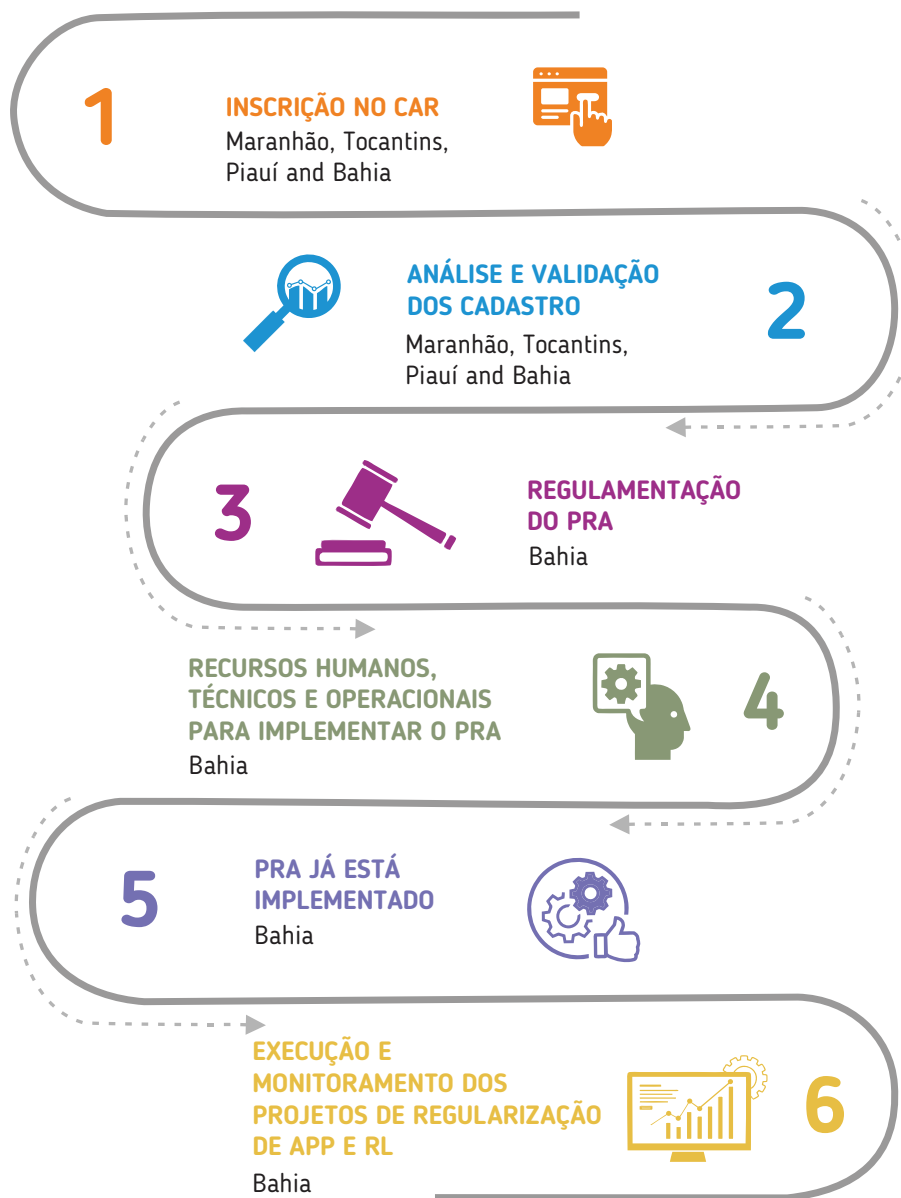 1
INSCRIÇÃO NO CAR
Maranhão, Tocantins,
Piauí and Bahia
ANÁLISE E VALIDAÇÃO
DOS CADASTRO
Maranhão, Tocantins,
Piauí and Bahia
2
3
REGULAMENTAÇÃO
DO PRA
Bahia
RECURSOS HUMANOS,
TÉCNICOS E OPERACIONAIS
PARA IMPLEMENTAR O PRA
Bahia
4
5
PRA JÁ ESTÁ
IMPLEMENTADO
Bahia
EXECUÇÃO E
MONITORAMENTO DOS
PROJETOS DE REGULARIZAÇÃO
DE APP E RL
Bahia
6